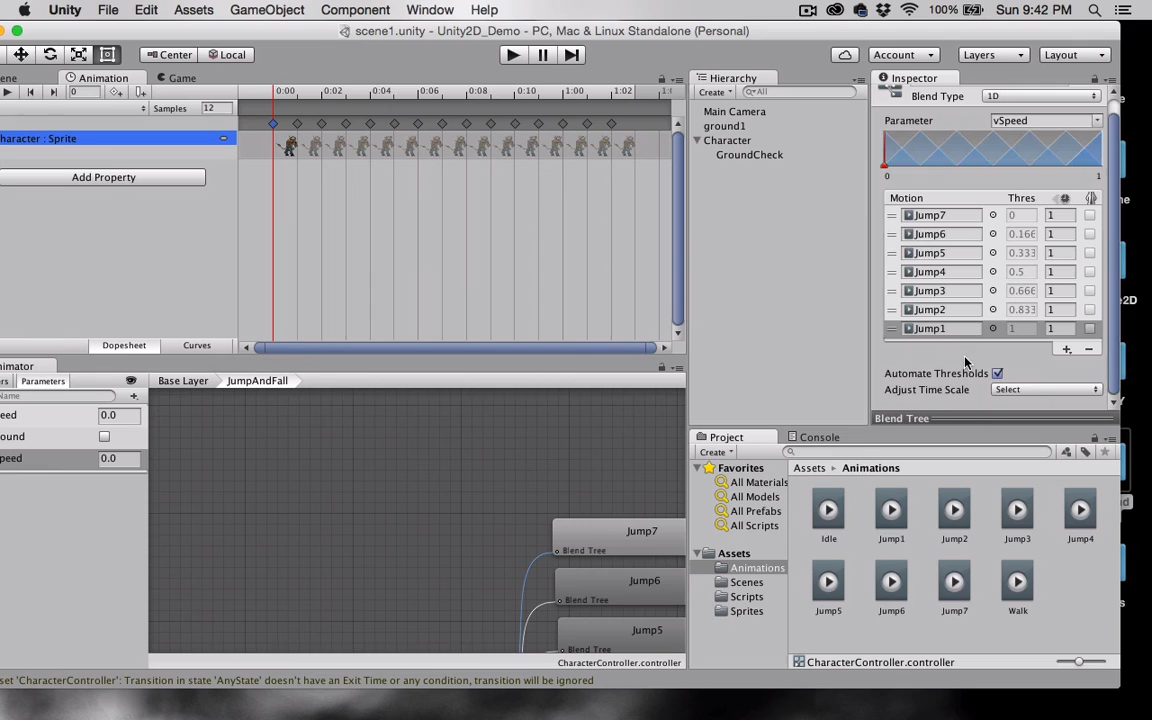 Unity File Edit Assets GameObject Component Window Help 100% Sun 9:42 PM
scene1.unity - Unity2D_Demo - PC, Mac & Linux Standalone (Personal)
Center Local Account Layers Layout
ene Animation Game
0 0:00 0:02 0:04 0:06 0:08 0:10 1:00 1:02
Samples 12
haracter : Sprite
Add Property
Dopesheet Curves
nimator
ers Parameters
Base Layer JumpAndFall
Name
eed 0.0
ound
peed 0.0
Jump7
Blend Tree
Jump6
Blend Tree
Jump5
Blend Tree
CharacterController.controller
Hierarchy
Create All
Main Camera
ground1
Character
GroundCheck
Inspector
Blend Type 1D
Parameter vSpeed
0 1
Motion Thres
Jump7 0 1
Jump6 0.166 1
Jump5 0.333 1
Jump4 0.5 1
Jump3 0.666 1
Jump2 0.833 1
Jump1 1 1
+ −
Automate Thresholds
Adjust Time Scale Select
Blend Tree
Project Console
Create
Favorites
All Materials
All Models
All Prefabs
All Scripts
Assets
Animations
Scenes
Scripts
Sprites
Assets Animations
Idle Jump1 Jump2 Jump3 Jump4
Jump5 Jump6 Jump7 Walk
CharacterController.controller
set 'CharacterController': Transition in state 'AnyState' doesn't have an Exit Time or any condition, transition will be ignored